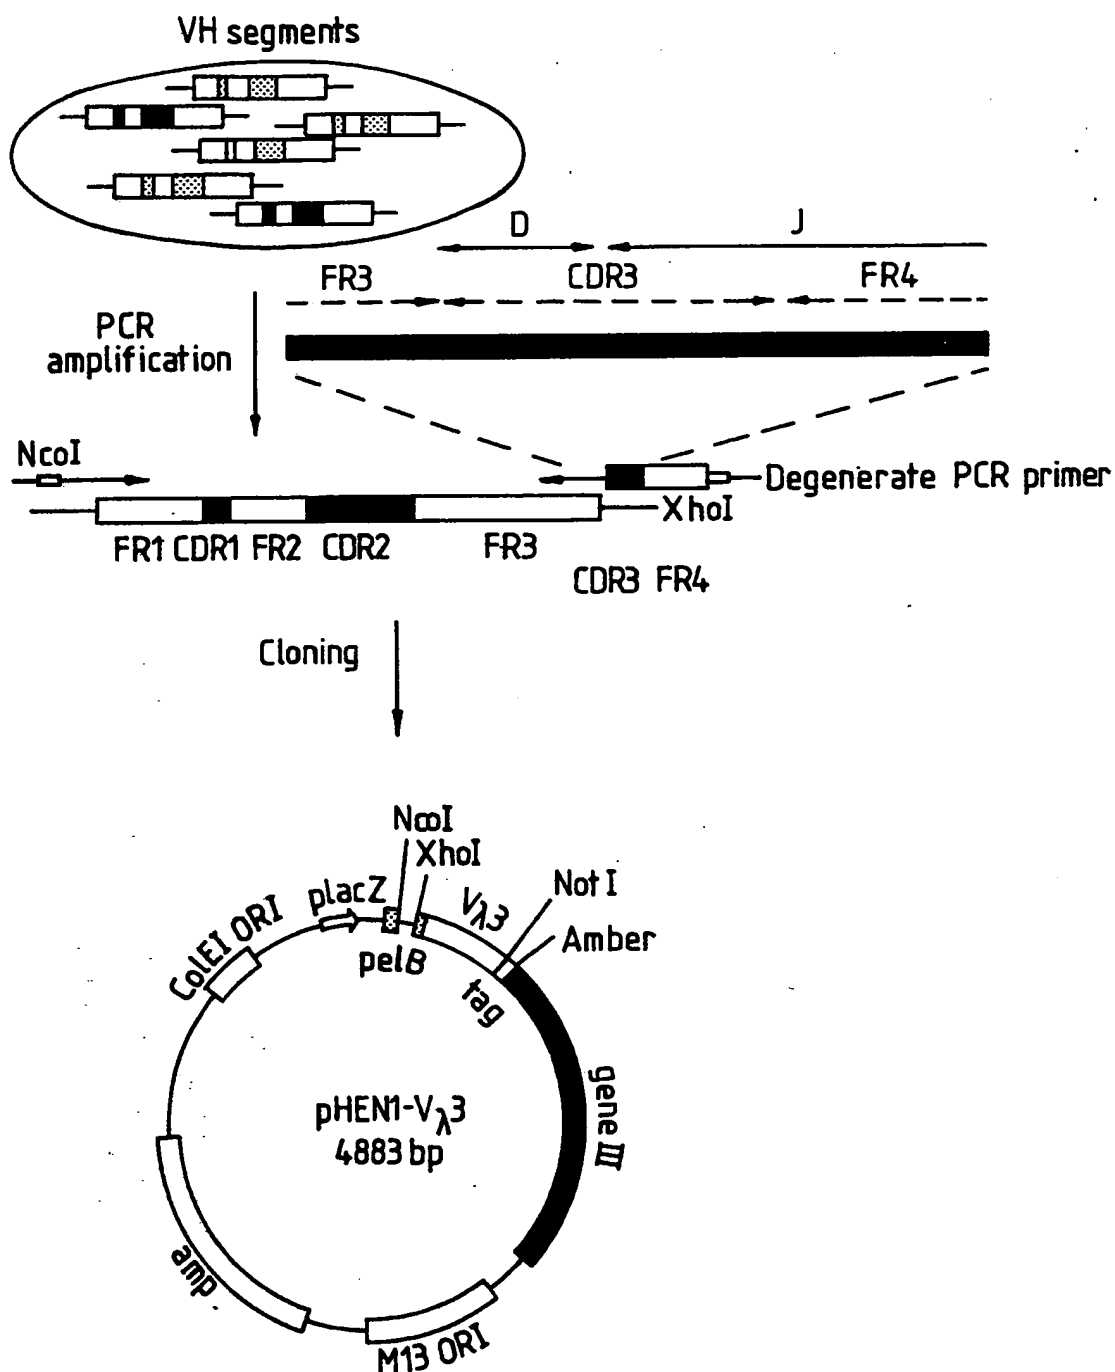 VH segments
D
J
FR3
CDR3
FR4
PCR
amplification
NcoI
Degenerate PCR primer
XhoI
FR1 CDR1 FR2 CDR2 FR3
CDR3 FR4
Cloning
NcoI
XhoI
NotI
Amber
placZ
pelB
Vλ3
tag
ColEI ORI
gene III
pHEN1-Vλ3
4883 bp
amp
M13 ORI